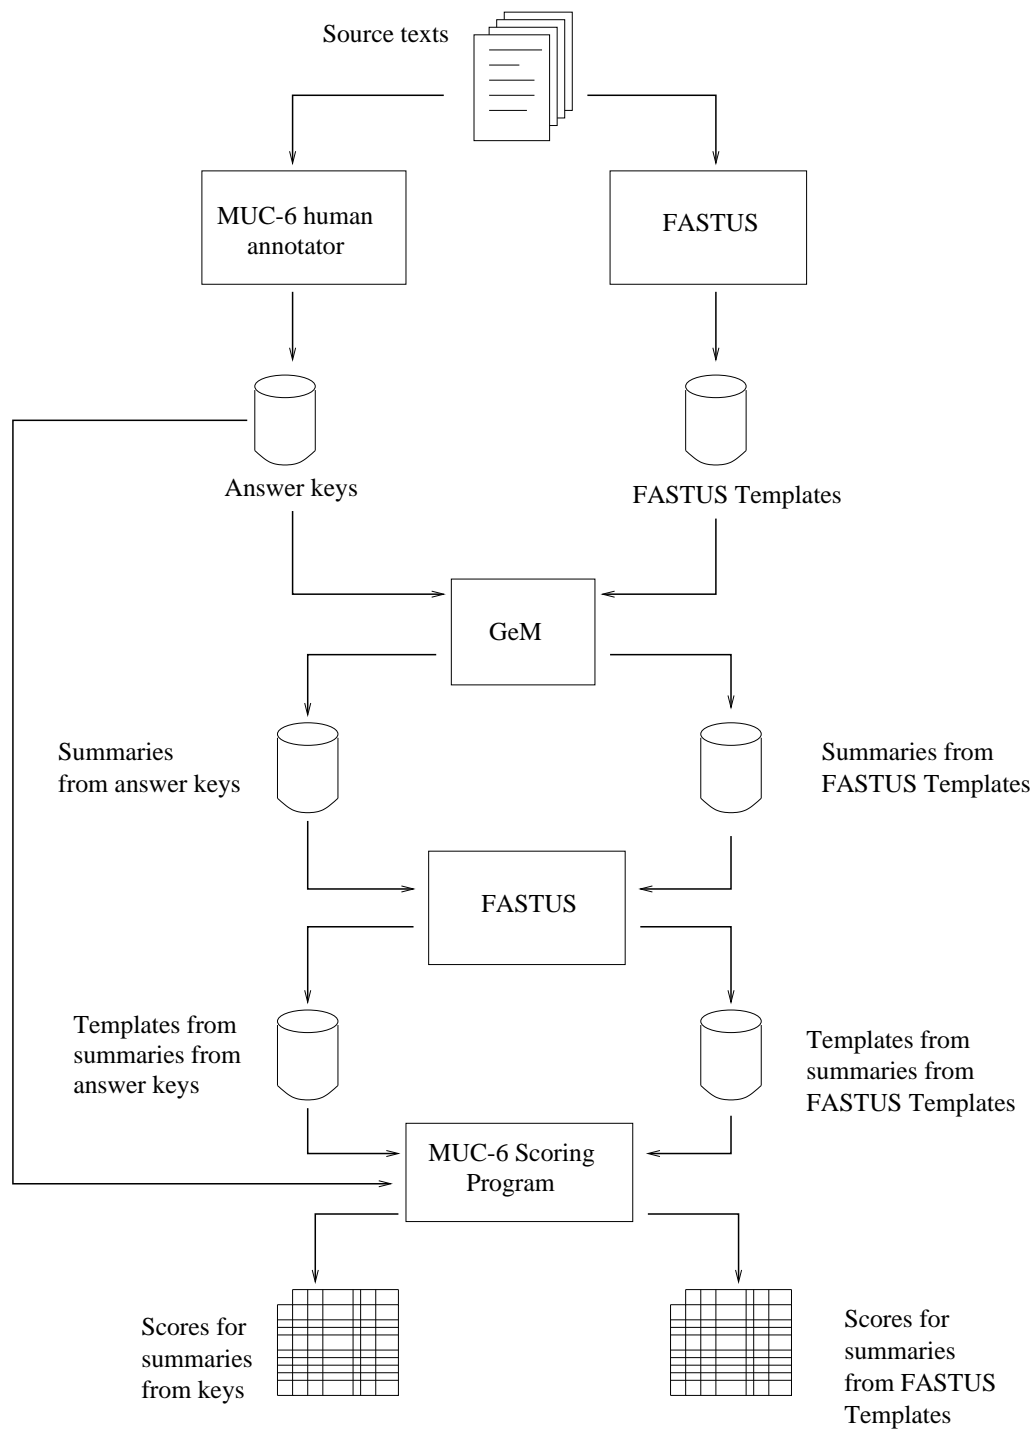 Source texts
MUC-6 human
annotator
FASTUS
Answer keys
FASTUS Templates
GeM
Summaries
from answer keys
Summaries from
FASTUS Templates
FASTUS
Templates from
summaries from
answer keys
Templates from
summaries from
FASTUS Templates
MUC-6 Scoring
Program
Scores for
summaries
from keys
Scores for
summaries
from FASTUS
Templates